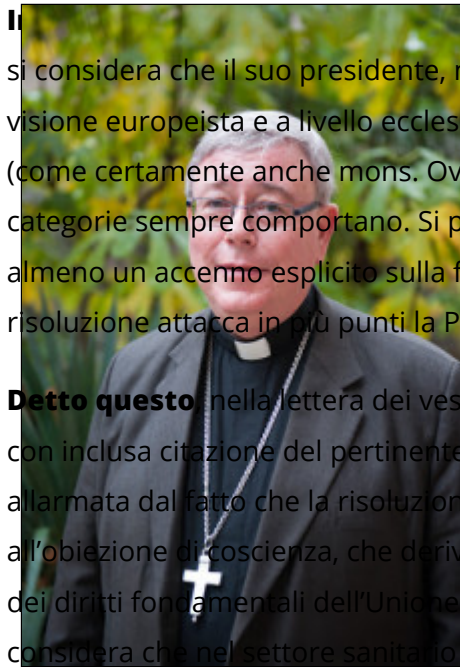 si considera che il suo presidente,
visione europeista e a livello eccles
(come certamente anche mons. Ov
categorie sempre comportano. Si p
almeno un accenno esplicito sulla f
risoluzione attacca in più punti la P
Detto questo, nella lettera dei ves
con inclusa citazione del pertinente
allarmata dal fatto che la risoluzion
all’obiezione di coscienza, che deriv
dei diritti fondamentali dell’Unione
considera che nel settore sanitario